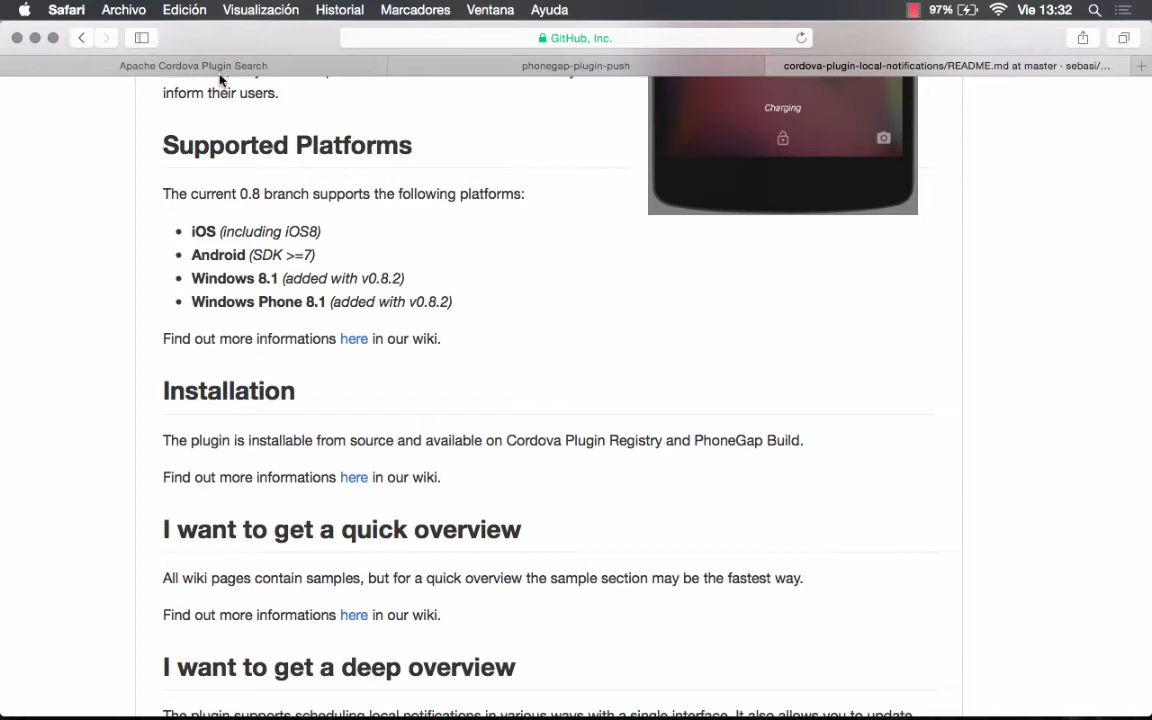 Safari Archivo Edición Visualización Historial Marcadores Ventana Ayuda 97% Vie 13:32
GitHub, Inc.
Apache Cordova Plugin Search phonegap-plugin-push cordova-plugin-local-notifications/README.md at master · sebasi/...
inform their users.
Charging
Supported Platforms
The current 0.8 branch supports the following platforms:
• iOS (including iOS8)
• Android (SDK >=7)
• Windows 8.1 (added with v0.8.2)
• Windows Phone 8.1 (added with v0.8.2)
Find out more informations here in our wiki.
Installation
The plugin is installable from source and available on Cordova Plugin Registry and PhoneGap Build.
Find out more informations here in our wiki.
I want to get a quick overview
All wiki pages contain samples, but for a quick overview the sample section may be the fastest way.
Find out more informations here in our wiki.
I want to get a deep overview
The plugin supports scheduling local notifications in various ways with a single interface. It also allows you to update